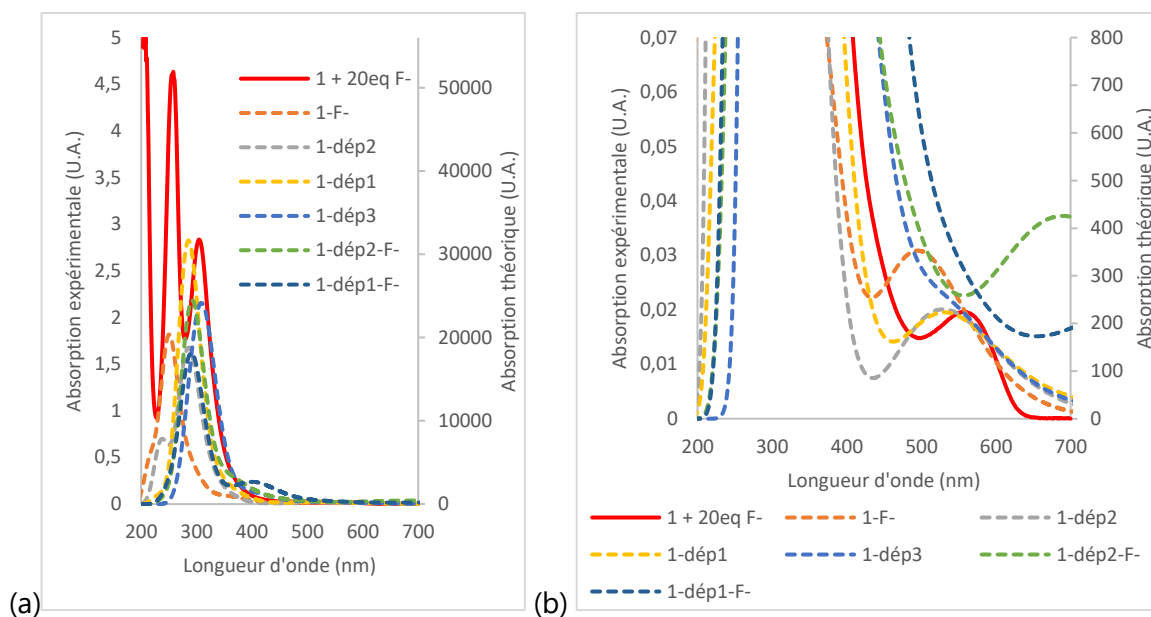 5
4,5
4
3,5
3
2,5
2
1,5
1
0,5
0
Absorption expérimentale (U.A.)
50000
40000
30000
20000
10000
0
Absorption théorique (U.A.)
200 300 400 500 600 700
Longueur d'onde (nm)
1 + 20eq F-
1-F-
1-dép2
1-dép1
1-dép3
1-dép2-F-
1-dép1-F-
(a)
0,07
0,06
0,05
0,04
0,03
0,02
0,01
0
Absorption expérimentale (U.A.)
800
700
600
500
400
300
200
100
0
Absorption théorique (U.A.)
200 300 400 500 600 700
Longueur d'onde (nm)
1 + 20eq F- 1-F- 1-dép2
1-dép1 1-dép3 1-dép2-F-
1-dép1-F-
(b)